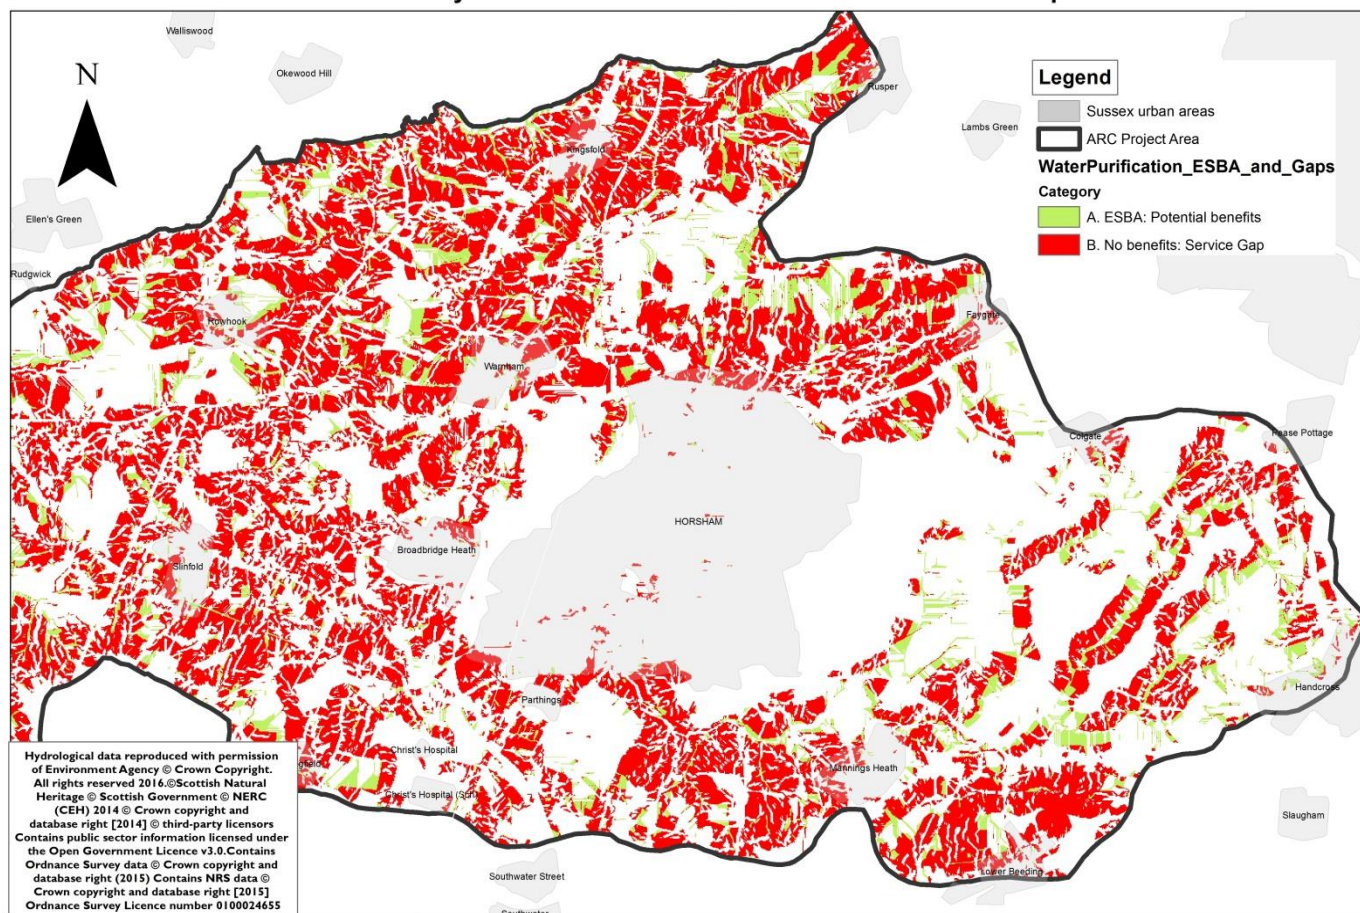 Walliswood
Okewood Hill
N
Rusper
Legend
Sussex urban areas
ARC Project Area
WaterPurification_ESBA_and_Gaps
Category
A. ESBA: Potential benefits
B. No benefits: Service Gap
Lambs Green
Kingsfold
Ellen's Green
Rudgwick
Rowhook
Faygate
Warnham
Colgate
Pease Pottage
HORSHAM
Broadbridge Heath
Slinfold
Handcross
Parthings
Christ's Hospital
Mannings Heath
Christ's Hospital (Sch)
Slaugham
Lower Beeding
Southwater Street
Southwater
Hydrological data reproduced with permission
of Environment Agency © Crown Copyright.
All rights reserved 2016.©Scottish Natural
Heritage © Scottish Government © NERC
(CEH) 2014 © Crown copyright and
database right [2014] © third-party licensors
Contains public sector information licensed under
the Open Government Licence v3.0.Contains
Ordnance Survey data © Crown copyright and
database right (2015) Contains NRS data ©
Crown copyright and database right [2015]
Ordnance Survey Licence number 0100024655